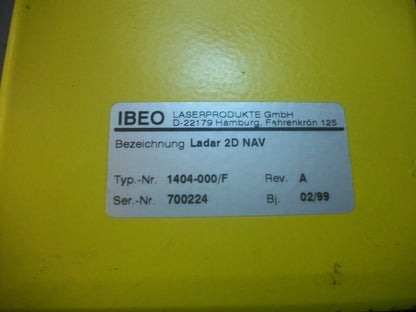 IBEO LASERPRODUKTE GmbH
D-22179 Hamburg, Fahrenkrön 125
Bezeichnung Ladar 2D NAV
Typ.-Nr. 1404-000/F Rev. A
Ser.-Nr. 700224 Bj. 02/99